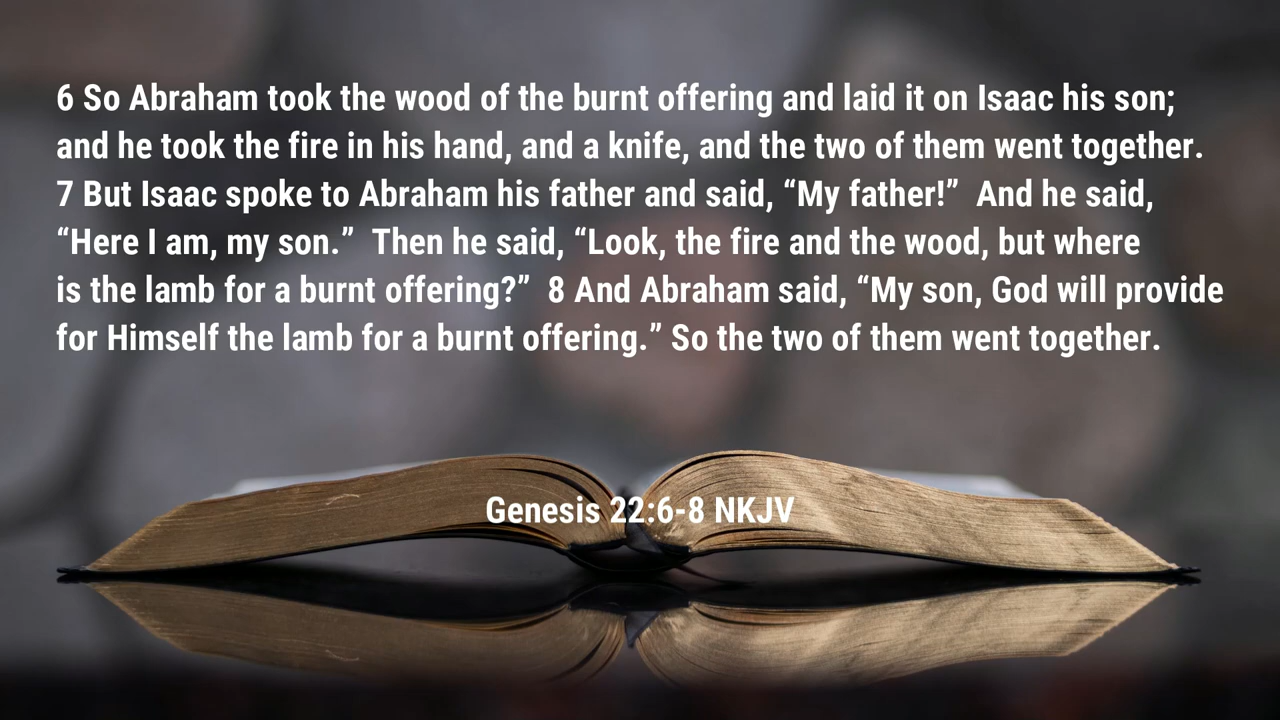 6 So Abraham took the wood of the burnt offering and laid it on Isaac his son;
and he took the fire in his hand, and a knife, and the two of them went together.
7 But Isaac spoke to Abraham his father and said, “My father!”  And he said,
“Here I am, my son.”  Then he said, “Look, the fire and the wood, but where
is the lamb for a burnt offering?”  8 And Abraham said, “My son, God will provide
for Himself the lamb for a burnt offering.” So the two of them went together.
Genesis 22:6-8 NKJV